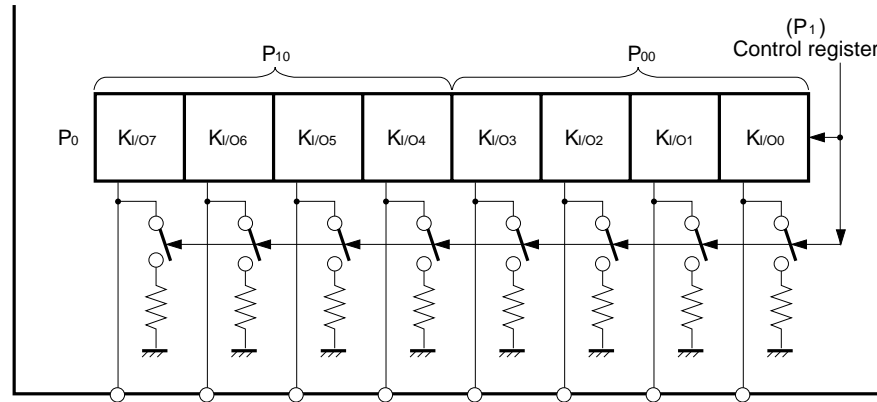 (P1)
Control register
P10 P00
P0 KI/O7 KI/O6 KI/O5 KI/O4 KI/O3 KI/O2 KI/O1 KI/O0